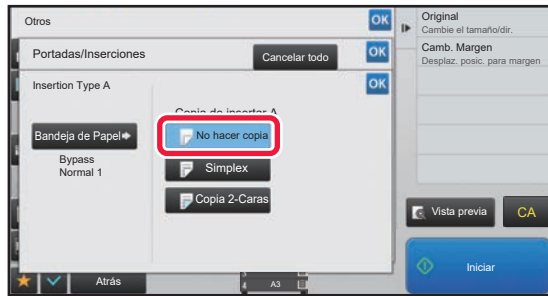 Otros
OK
Portadas/Inserciones
Cancelar todo
OK
Insertion Type A
OK
Copia de insertar A
Bandeja de Papel
Bypass
Normal 1
No hacer copia
Simplex
Copia 2-Caras
Atrás
4
A3
Original
Cambie el tamaño/dir.
Camb. Margen
Desplaz. posic. para margen
Vista previa
CA
Iniciar